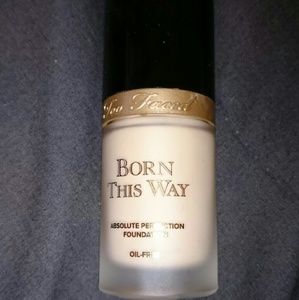 Too Faced
BORN
THIS WAY
ABSOLUTE PERFECTION
FOUNDATION
OIL-FREE